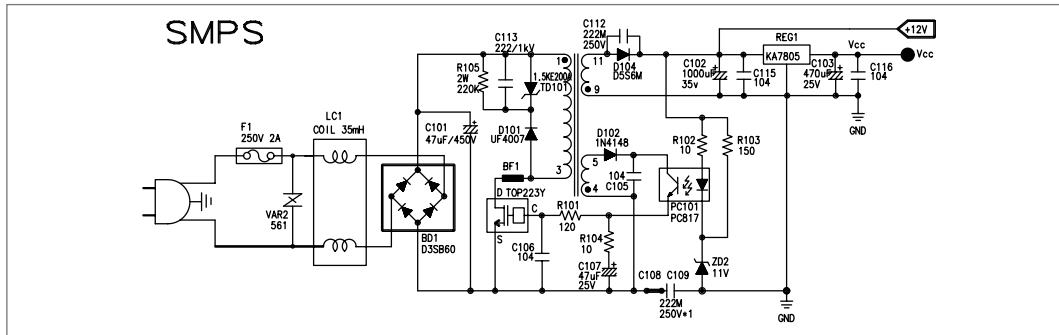 SMPS
F1
250V 2A
VAR2
561
LC1
COIL 35mH
BD1
D3SB60
C101
47uF/450V
R105
2W
220K
C113
222/1kV
1.5KE200A
TD101
D101
UF4007
BF1
1
3
D TOP223Y
C
S
C106
104
R101
120
R104
10
C107
47uF
25V
C112
222M
250V
11
9
D104
D5S6M
D102
1N4148
5
4
104
C105
PC101
PC817
R102
10
R103
150
ZD2
11V
C108
C109
222M
250V*1
C102
1000uF
35v
C115
104
REG1
KA7805
C103
470uF
25V
Vcc
C116
104
+12V
Vcc
GND
GND